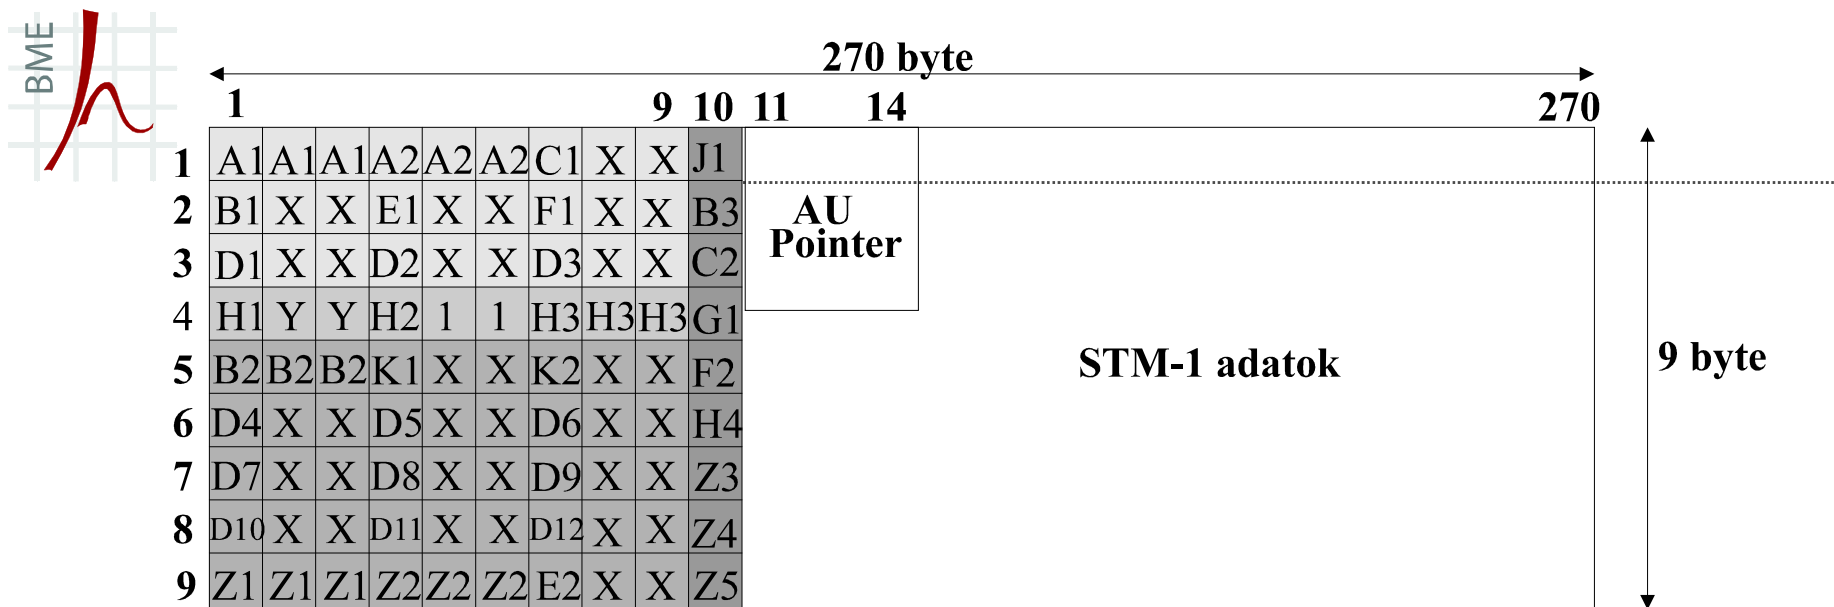 BME
270 byte
1 9 10 11 14 270
1 A1 A1 A1 A2 A2 A2 C1 X X J1
2 B1 X X E1 X X F1 X X B3 AU
Pointer
3 D1 X X D2 X X D3 X X C2
4 H1 Y Y H2 1 1 H3 H3 H3 G1
5 B2 B2 B2 K1 X X K2 X X F2 STM-1 adatok 9 byte
6 D4 X X D5 X X D6 X X H4
7 D7 X X D8 X X D9 X X Z3
8 D10 X X D11 X X D12 X X Z4
9 Z1 Z1 Z1 Z2 Z2 Z2 E2 X X Z5